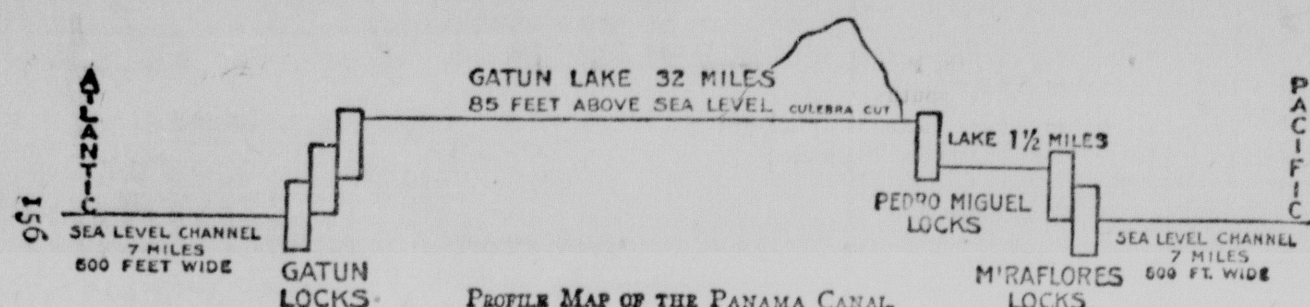 ATLANTIC
GATUN LAKE 32 MILES
85 FEET ABOVE SEA LEVEL
CULEBRA CUT
LAKE 1½ MILES
PACIFIC
156
SEA LEVEL CHANNEL
7 MILES
500 FEET WIDE
GATUN
LOCKS
PEDRO MIGUEL
LOCKS
M'RAFLORES
LOCKS
SEA LEVEL CHANNEL
7 MILES
500 FT. WIDE
PROFILE MAP OF THE PANAMA CANAL